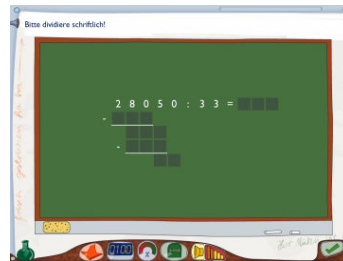 Bitte dividiere schriftlich!
2 8 0 5 0 : 3 3 =
-
-
01:00